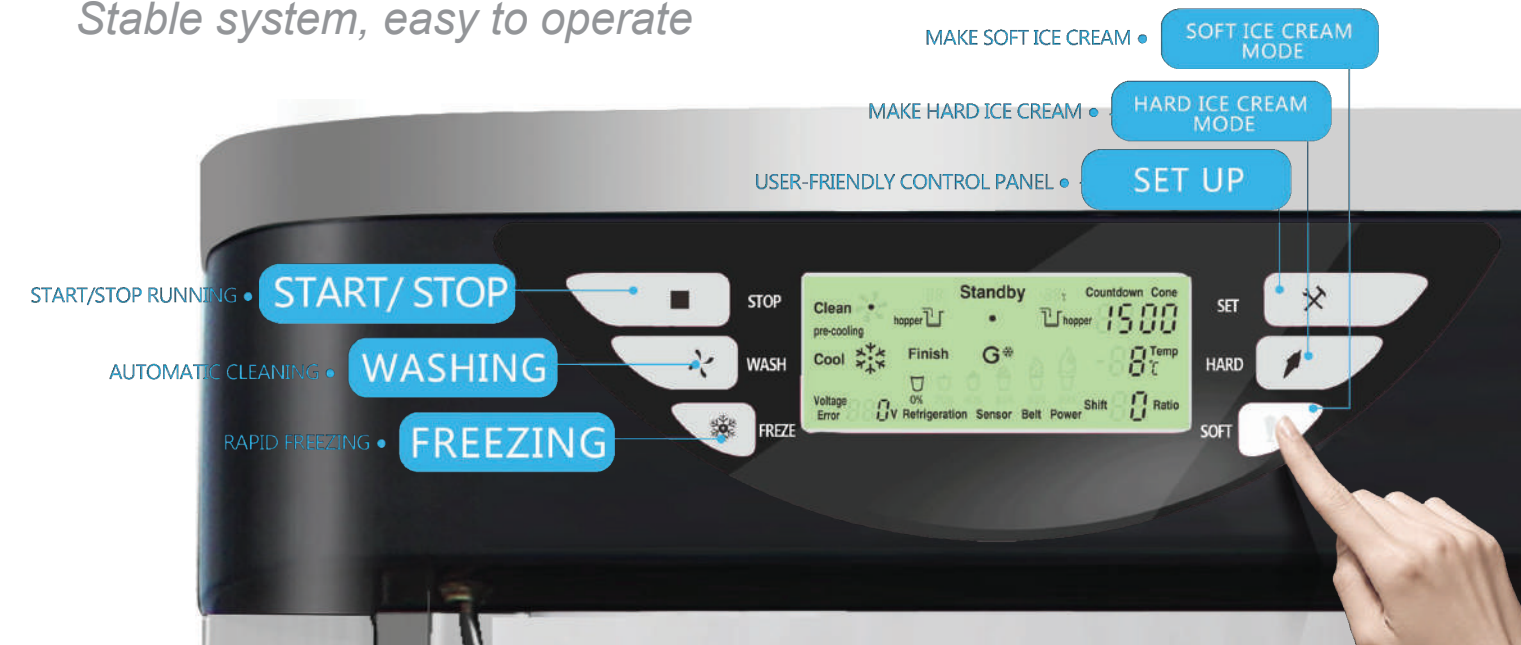 Stable system, easy to operate
MAKE SOFT ICE CREAM
SOFT ICE CREAM
MODE
MAKE HARD ICE CREAM
HARD ICE CREAM
MODE
USER-FRIENDLY CONTROL PANEL
SET UP
START/STOP RUNNING
START/ STOP
AUTOMATIC CLEANING
WASHING
RAPID FREEZING
FREEZING
STOP
WASH
FREZE
Standby
Countdown Cone
Clean
hopper
hopper
1500
pre-cooling
Cool
Finish
G
8°C Temp
0%
Voltage
Error
0V Refrigeration Sensor Belt Power Shift 0 Ratio
SET
HARD
SOFT